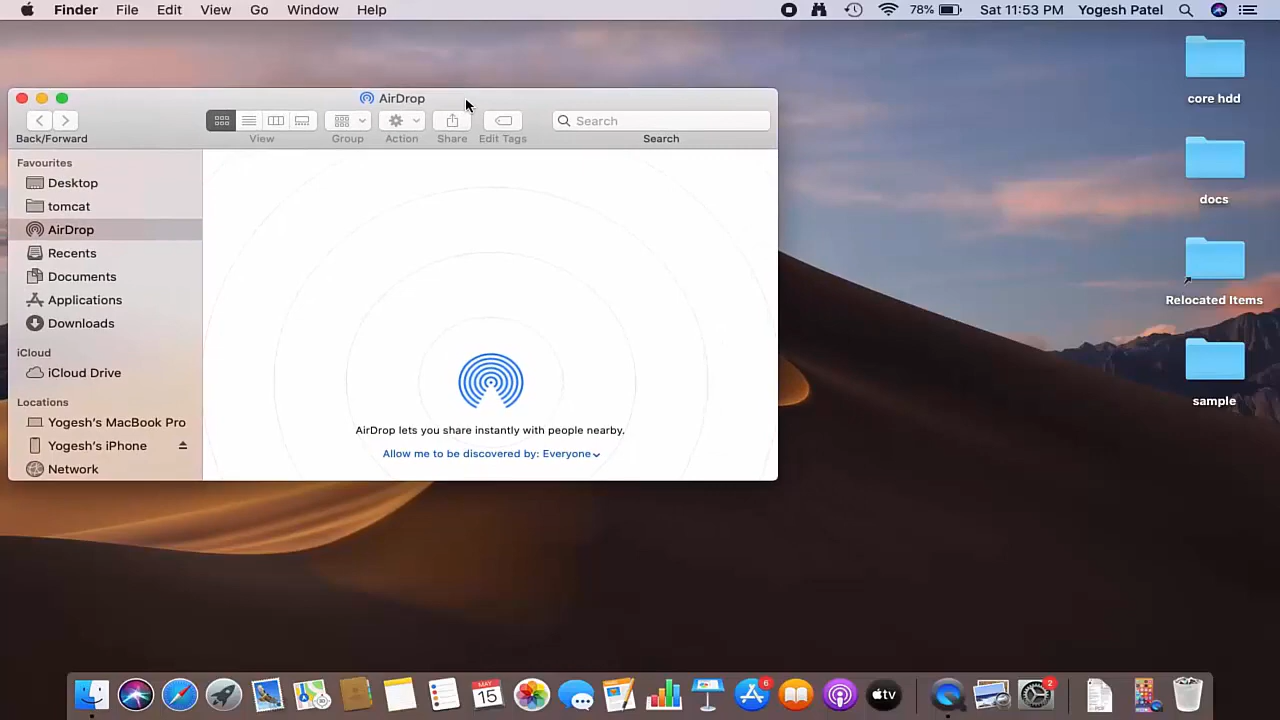 Finder File Edit View Go Window Help 78% Sat 11:53 PM Yogesh Patel
AirDrop
Search
Back/Forward View Group Action Share Edit Tags Search
Favourites
Desktop
tomcat
AirDrop
Recents
Documents
Applications
Downloads
iCloud
iCloud Drive
Locations
Yogesh's MacBook Pro
Yogesh's iPhone
Network
AirDrop lets you share instantly with people nearby.
Allow me to be discovered by: Everyone
core hdd
docs
Relocated Items
sample
MAY
15
6
tv
2